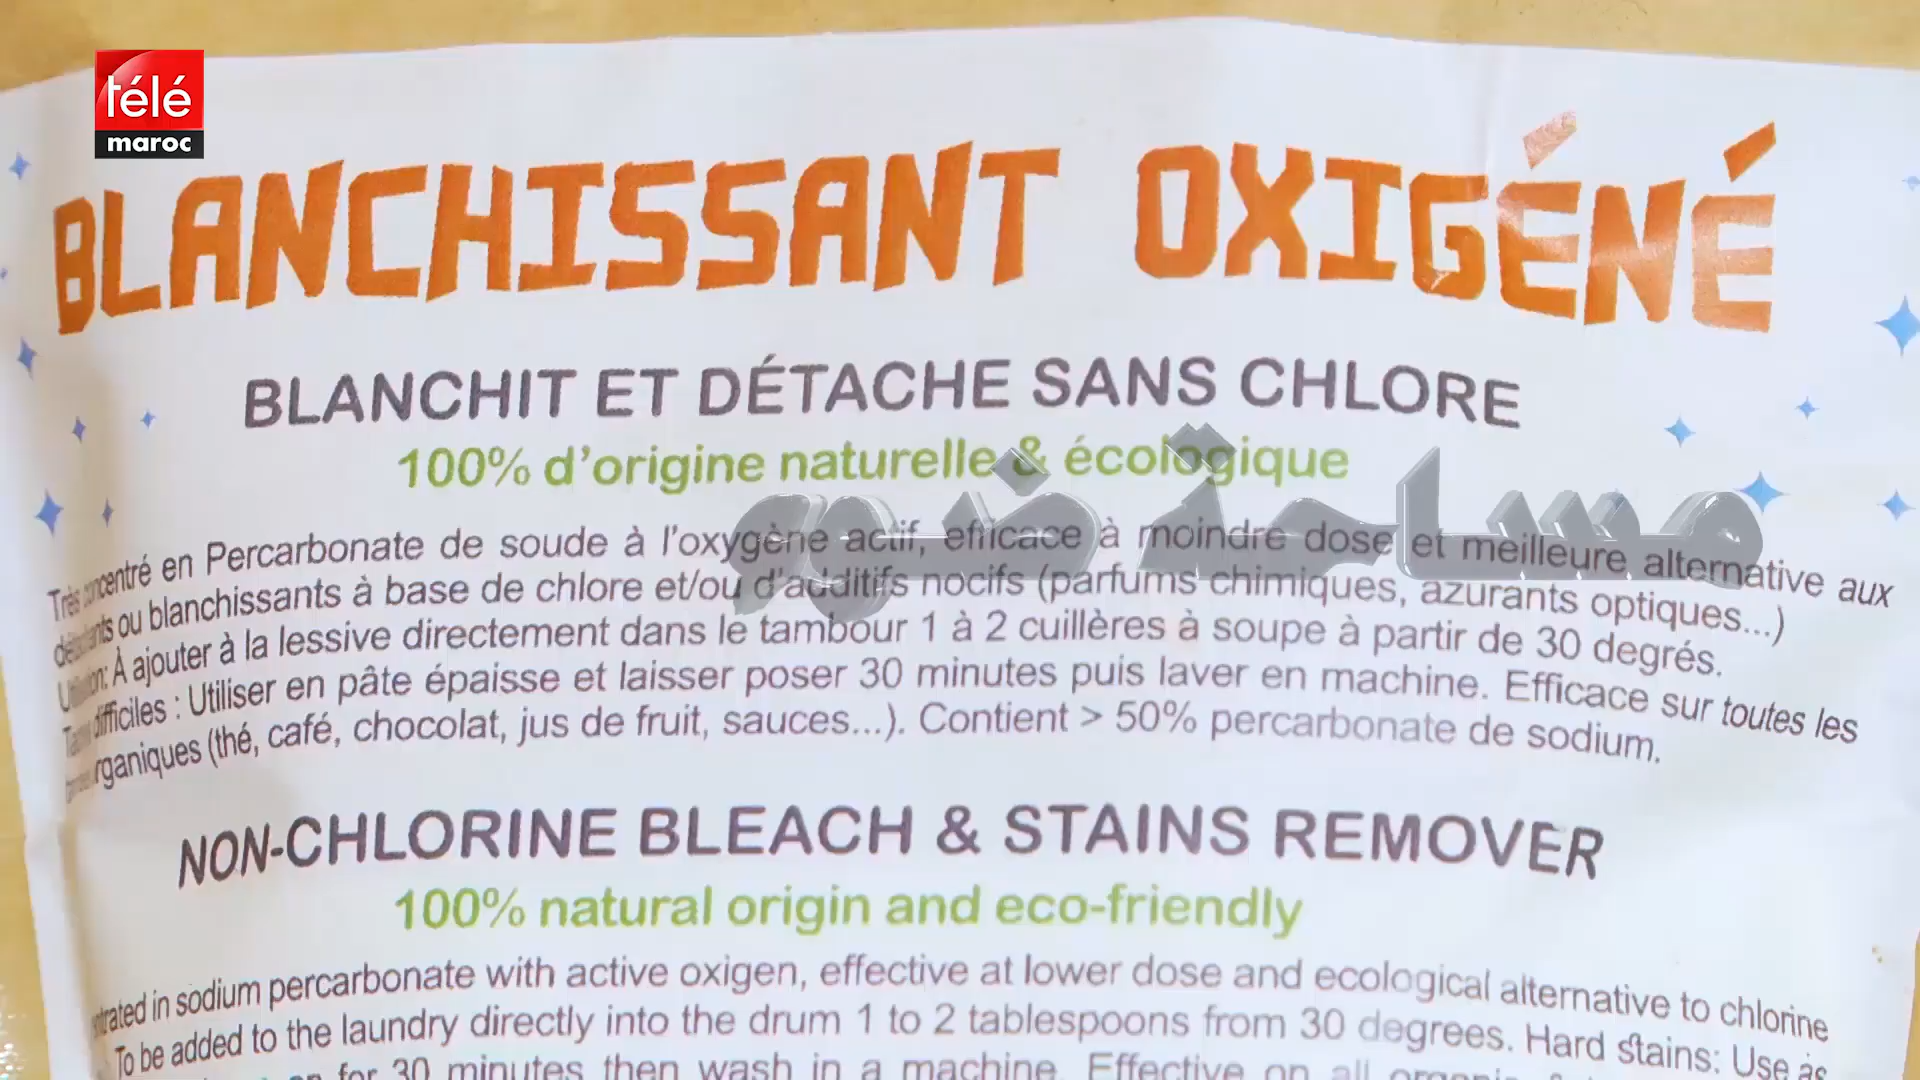 télé
maroc
BLANCHISSANT OXIGÉNÉ
BLANCHIT ET DÉTACHE SANS CHLORE
100% d'origine naturelle & écologique
مساحة ضوء
Très concentré en Percarbonate de soude à l'oxygène actif, efficace à moindre dose et meilleure alternative aux
ou blanchissants à base de chlore et/ou d'additifs nocifs (parfums chimiques, azurants optiques...)
À ajouter à la lessive directement dans le tambour 1 à 2 cuillères à soupe à partir de 30 degrés.
difficiles : Utiliser en pâte épaisse et laisser poser 30 minutes puis laver en machine. Efficace sur toutes les
(thé, café, chocolat, jus de fruit, sauces...). Contient > 50% percarbonate de sodium.
NON-CHLORINE BLEACH & STAINS REMOVER
100% natural origin and eco-friendly
in sodium percarbonate with active oxigen, effective at lower dose and ecological alternative to chlorine
To be added to the laundry directly into the drum 1 to 2 tablespoons from 30 degrees. Hard stains: Use as
for 30 minutes then wash in a machine. Effective on all